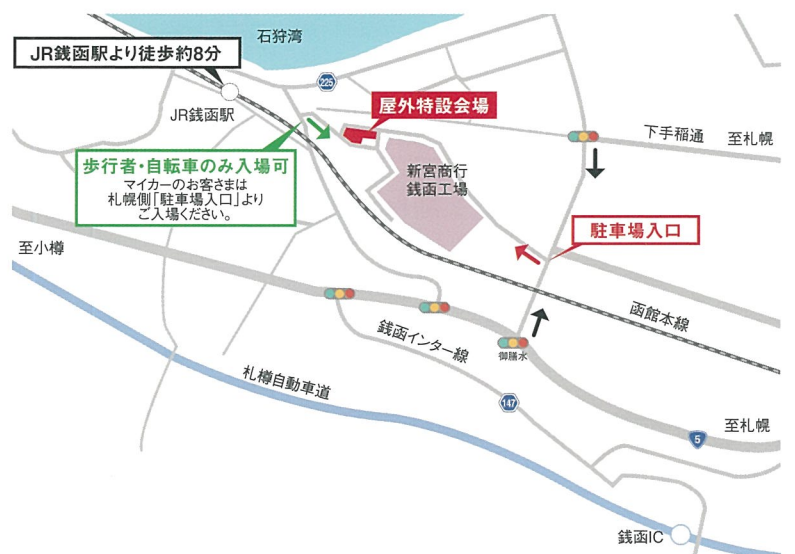 石狩湾
JR銭函駅より徒歩約8分
225
JR銭函駅
屋外特設会場
下手稲通
至札幌
歩行者・自転車のみ入場可
マイカーのお客さまは
札幌側「駐車場入口」より
ご入場ください。
新宮商行
銭函工場
駐車場入口
至小樽
函館本線
銭函インター線
御膳水
札樽自動車道
147
至札幌
5
銭函IC